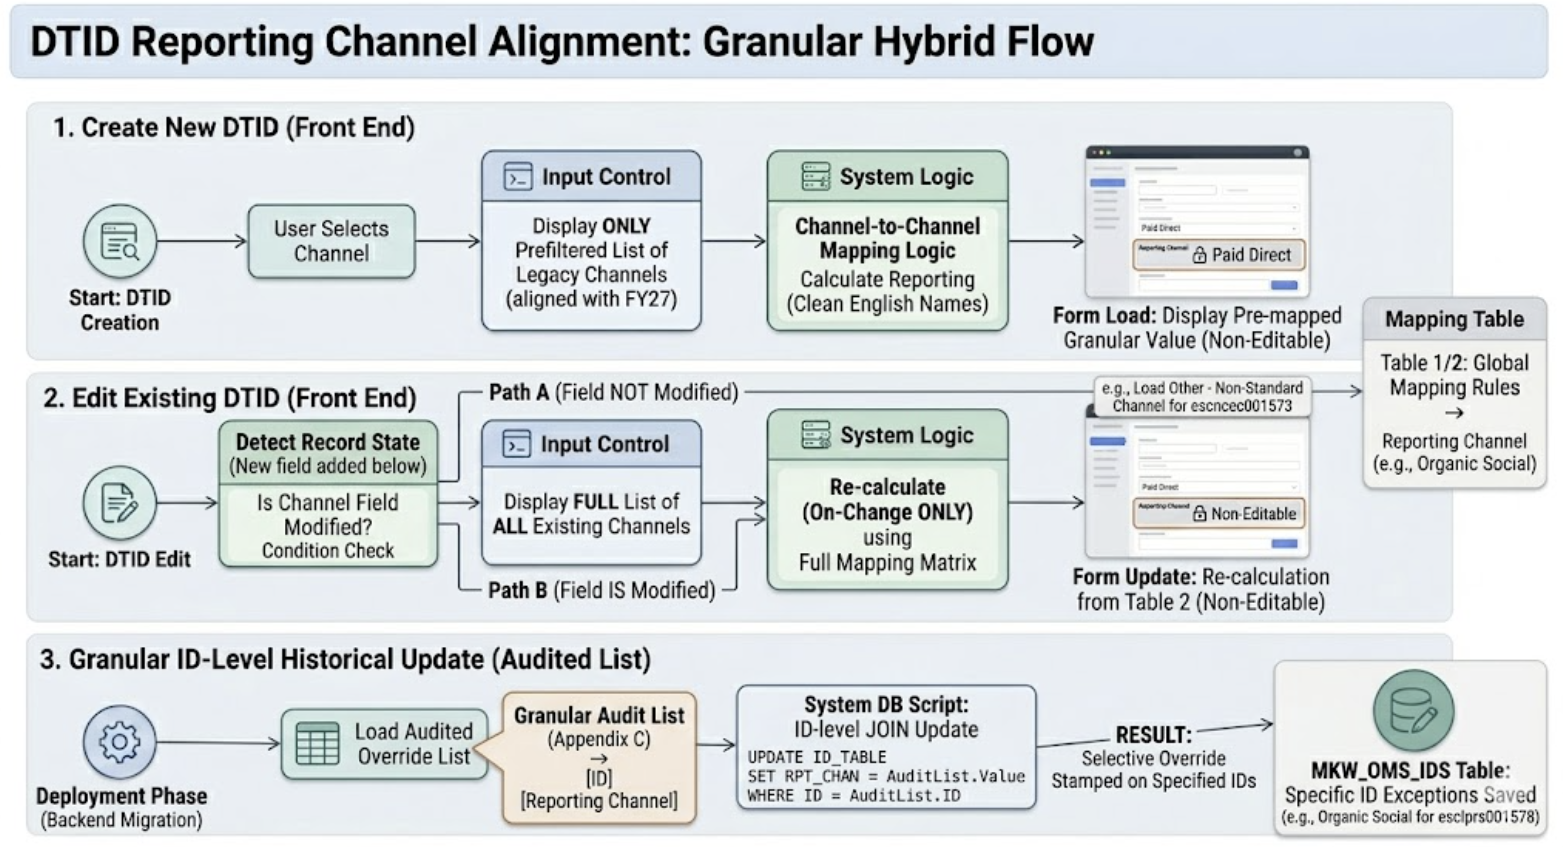 DTID Reporting Channel Alignment: Granular Hybrid Flow
1. Create New DTID (Front End)
Start: DTID
Creation
User Selects
Channel
Input Control
Display ONLY
Prefiltered List of
Legacy Channels
(aligned with FY27)
System Logic
Channel-to-Channel
Mapping Logic
Calculate Reporting
(Clean English Names)
Paid Direct
Reporting Channel
Paid Direct
Form Load: Display Pre-mapped
Granular Value (Non-Editable)
Mapping Table
Table 1/2: Global
Mapping Rules
→
Reporting Channel
(e.g., Organic Social)
2. Edit Existing DTID (Front End)
Start: DTID Edit
Detect Record State
(New field added below)
Is Channel Field
Modified?
Condition Check
Path A (Field NOT Modified)
Input Control
Display FULL List of
ALL Existing Channels
Path B (Field IS Modified)
System Logic
Re-calculate
(On-Change ONLY)
using
Full Mapping Matrix
e.g., Load Other - Non-Standard
Channel for escncec001573
Paid Direct
Reporting Channel
Non-Editable
Form Update: Re-calculation
from Table 2 (Non-Editable)
3. Granular ID-Level Historical Update (Audited List)
Deployment Phase
(Backend Migration)
Load Audited
Override List
Granular Audit List
(Appendix C)
→
[ID]
[Reporting Channel]
System DB Script:
ID-level JOIN Update
UPDATE ID_TABLE
SET RPT_CHAN = AuditList.Value
WHERE ID = AuditList.ID
RESULT:
Selective Override
Stamped on Specified IDs
MKW_OMS_IDS Table:
Specific ID Exceptions Saved
(e.g., Organic Social for esclprs001578)